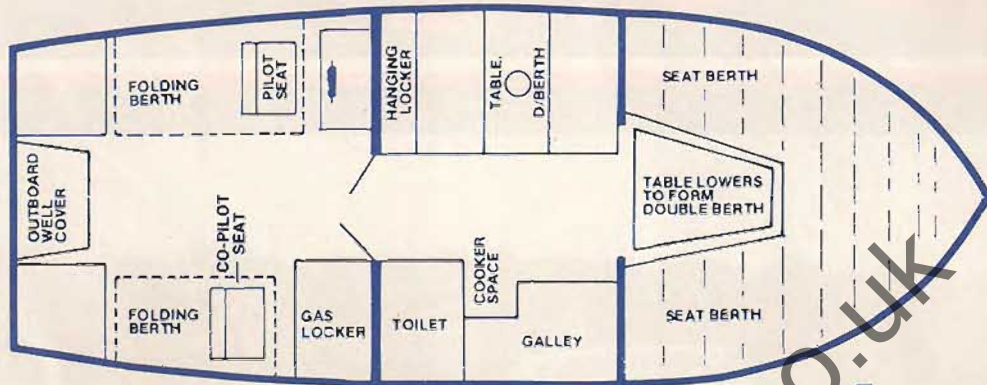 FOLDING
BERTH
PILOT
SEAT
HANGING
LOCKER
TABLE,
D/BERTH
SEAT BERTH
OUTBOARD
WELL
COVER
CO-PILOT
SEAT
TABLE LOWERS
TO FORM
DOUBLE BERTH
FOLDING
BERTH
GAS
LOCKER
TOILET
COOKER
SPACE
GALLEY
SEAT BERTH
o.uk